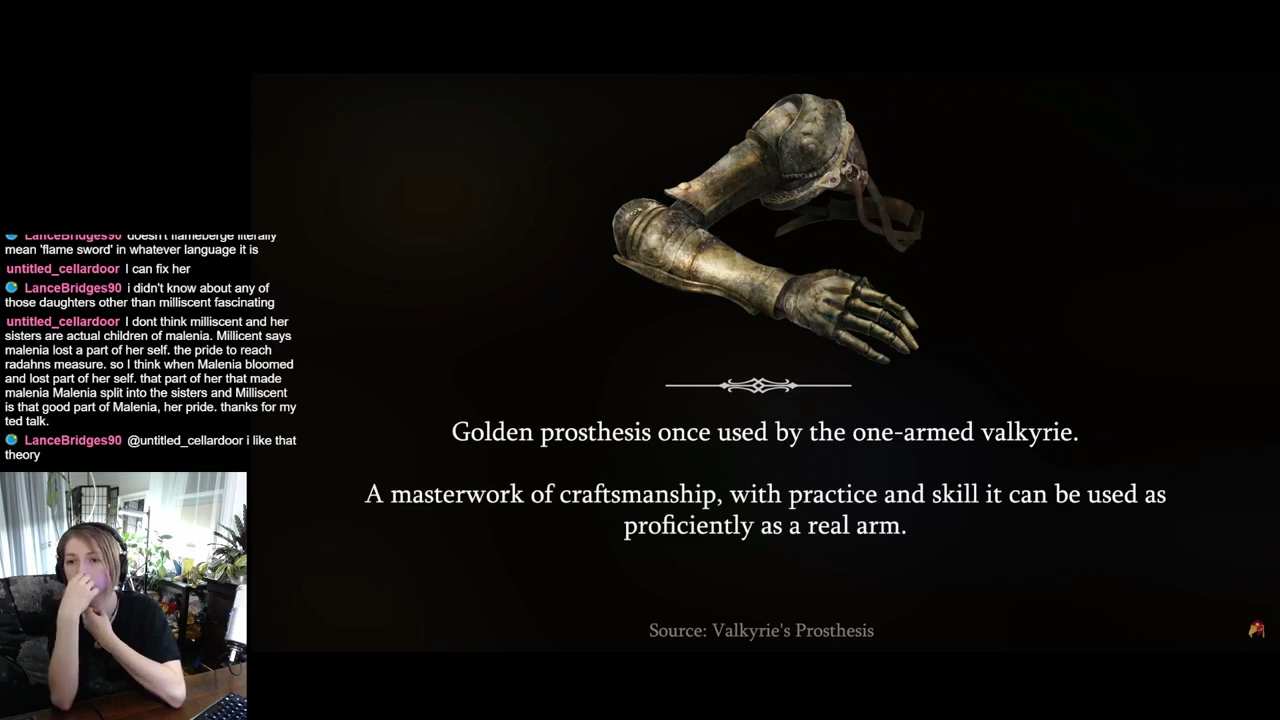 LanceBridges90 doesn't flameberge literally
mean 'flame sword' in whatever language it is
untitled_cellardoor I can fix her
LanceBridges90 i didn't know about any of
those daughters other than milliscent fascinating
untitled_cellardoor I dont think milliscent and her
sisters are actual children of malenia. Millicent says
malenia lost a part of her self. the pride to reach
radahns measure. so I think when Malenia bloomed
and lost part of her self. that part of her that made
malenia Malenia split into the sisters and Milliscent
is that good part of Malenia, her pride. thanks for my
ted talk.
LanceBridges90 @untitled_cellardoor i like that
theory
Golden prosthesis once used by the one-armed valkyrie.
A masterwork of craftsmanship, with practice and skill it can be used as
proficiently as a real arm.
Source: Valkyrie's Prosthesis